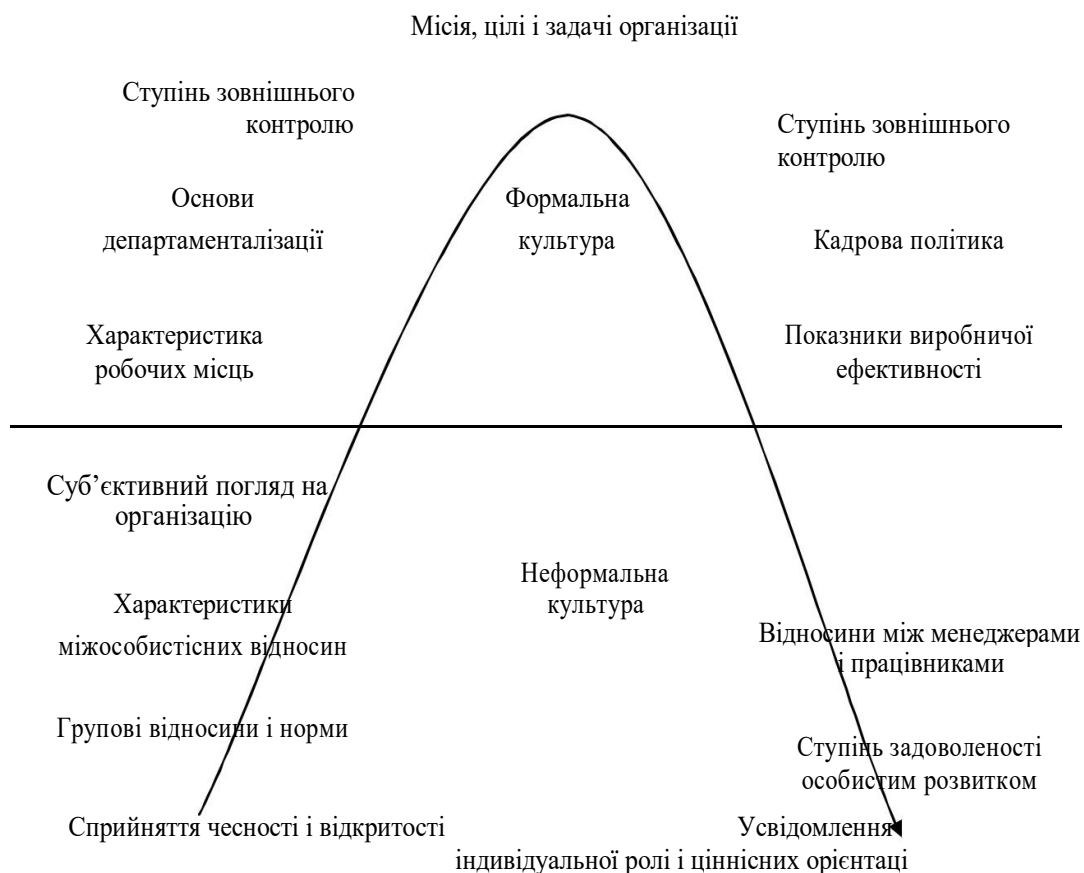 Місія, цілі і задачі організації
Ступінь зовнішнього
контролю
Ступінь зовнішнього
контролю
Основи
департаменталізації
Формальна
культура
Кадрова політика
Характеристика
робочих місць
Показники виробничої
ефективності
Суб’єктивний погляд на
організацію
Неформальна
культура
Характеристики
міжособистісних відносин
Відносини між менеджерами
і працівниками
Групові відносини і норми
Ступінь задоволеності
особистим розвитком
Сприйняття чесності і відкритості
Усвідомлення
індивідуальної ролі і ціннісних орієнтаці